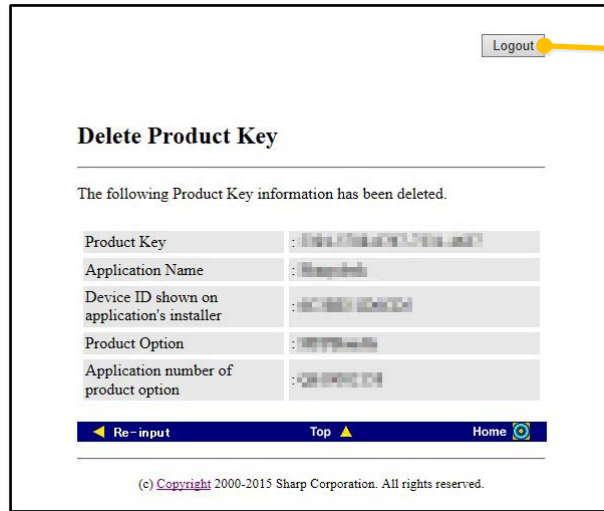 Logout
Delete Product Key
The following Product Key information has been deleted.
Product Key :
Application Name :
Device ID shown on
application's installer :
Product Option :
Application number of
product option :
Re-input Top Home
(c) Copyright 2000-2015 Sharp Corporation. All rights reserved.